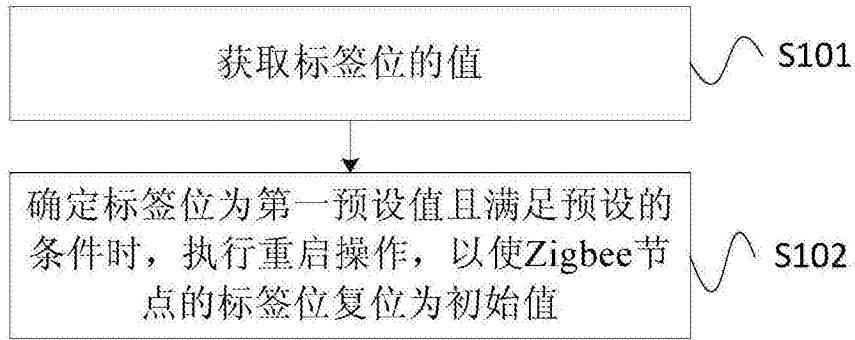 获取标签位的值
S101
确定标签位为第一预设值且满足预设的
条件时，执行重启操作，以使Zigbee节
点的标签位复位为初始值
S102